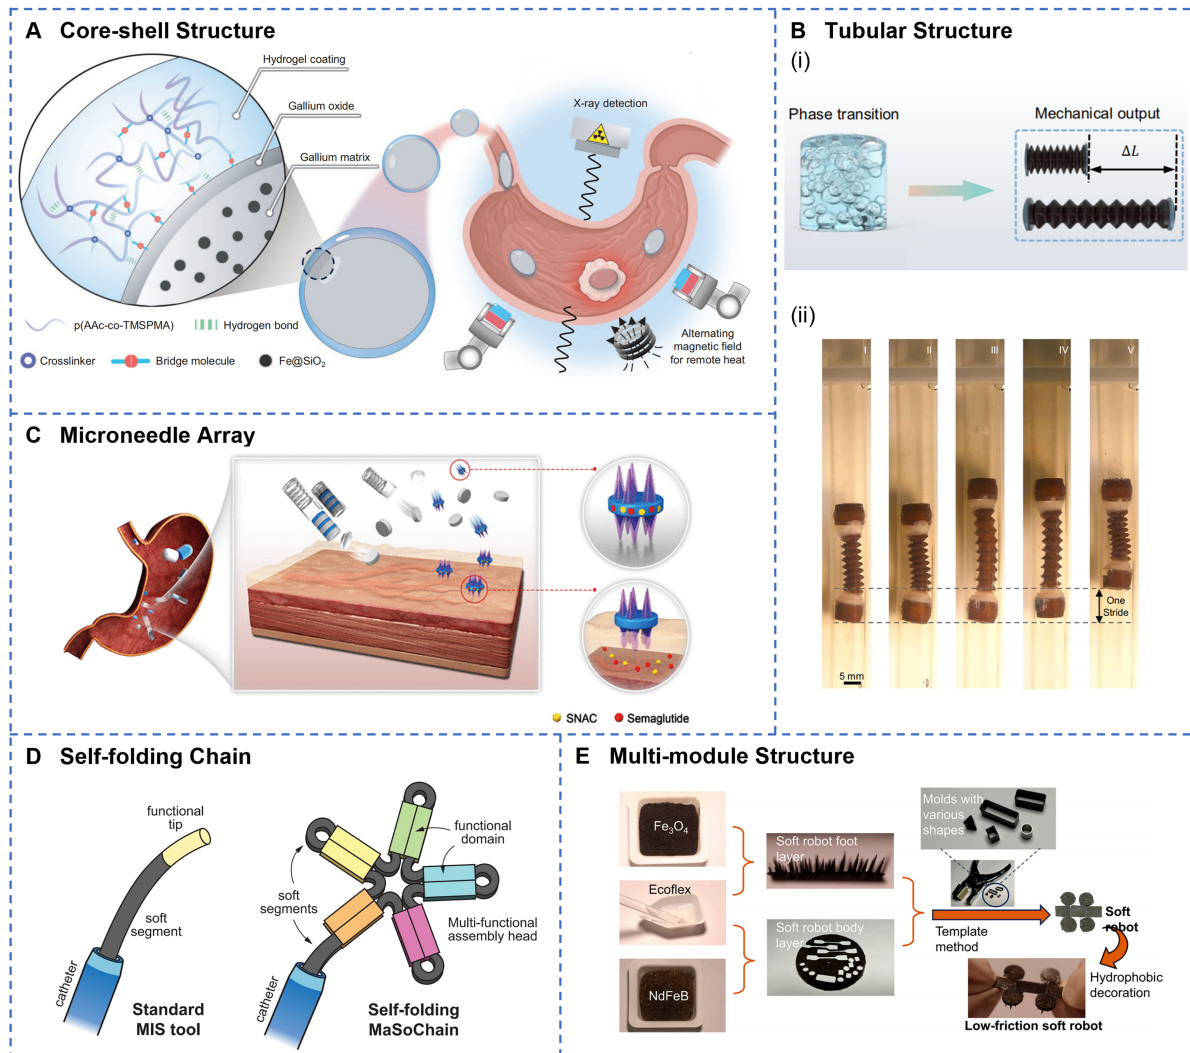 A Core-shell Structure
Hydrogel coating
Gallium oxide
Gallium matrix
X-ray detection
Alternating
magnetic field
for remote heat
p(AAc-co-TMSPMA)
Hydrogen bond
Crosslinker
Bridge molecule
Fe@SiO₂
B Tubular Structure
(i)
Phase transition
Mechanical output
ΔL
(ii)
I
II
III
IV
V
One
Stride
5 mm
C Microneedle Array
SNAC
Semaglutide
D Self-folding Chain
functional
tip
soft
segment
catheter
Standard
MIS tool
functional
domain
soft
segments
Multi-functional
assembly head
catheter
Self-folding
MaSoChain
E Multi-module Structure
Fe₃O₄
Ecoflex
NdFeB
Soft robot foot
layer
Soft robot body
layer
Molds with
various
shapes
Template
method
Soft
robot
Hydrophobic
decoration
Low-friction soft robot